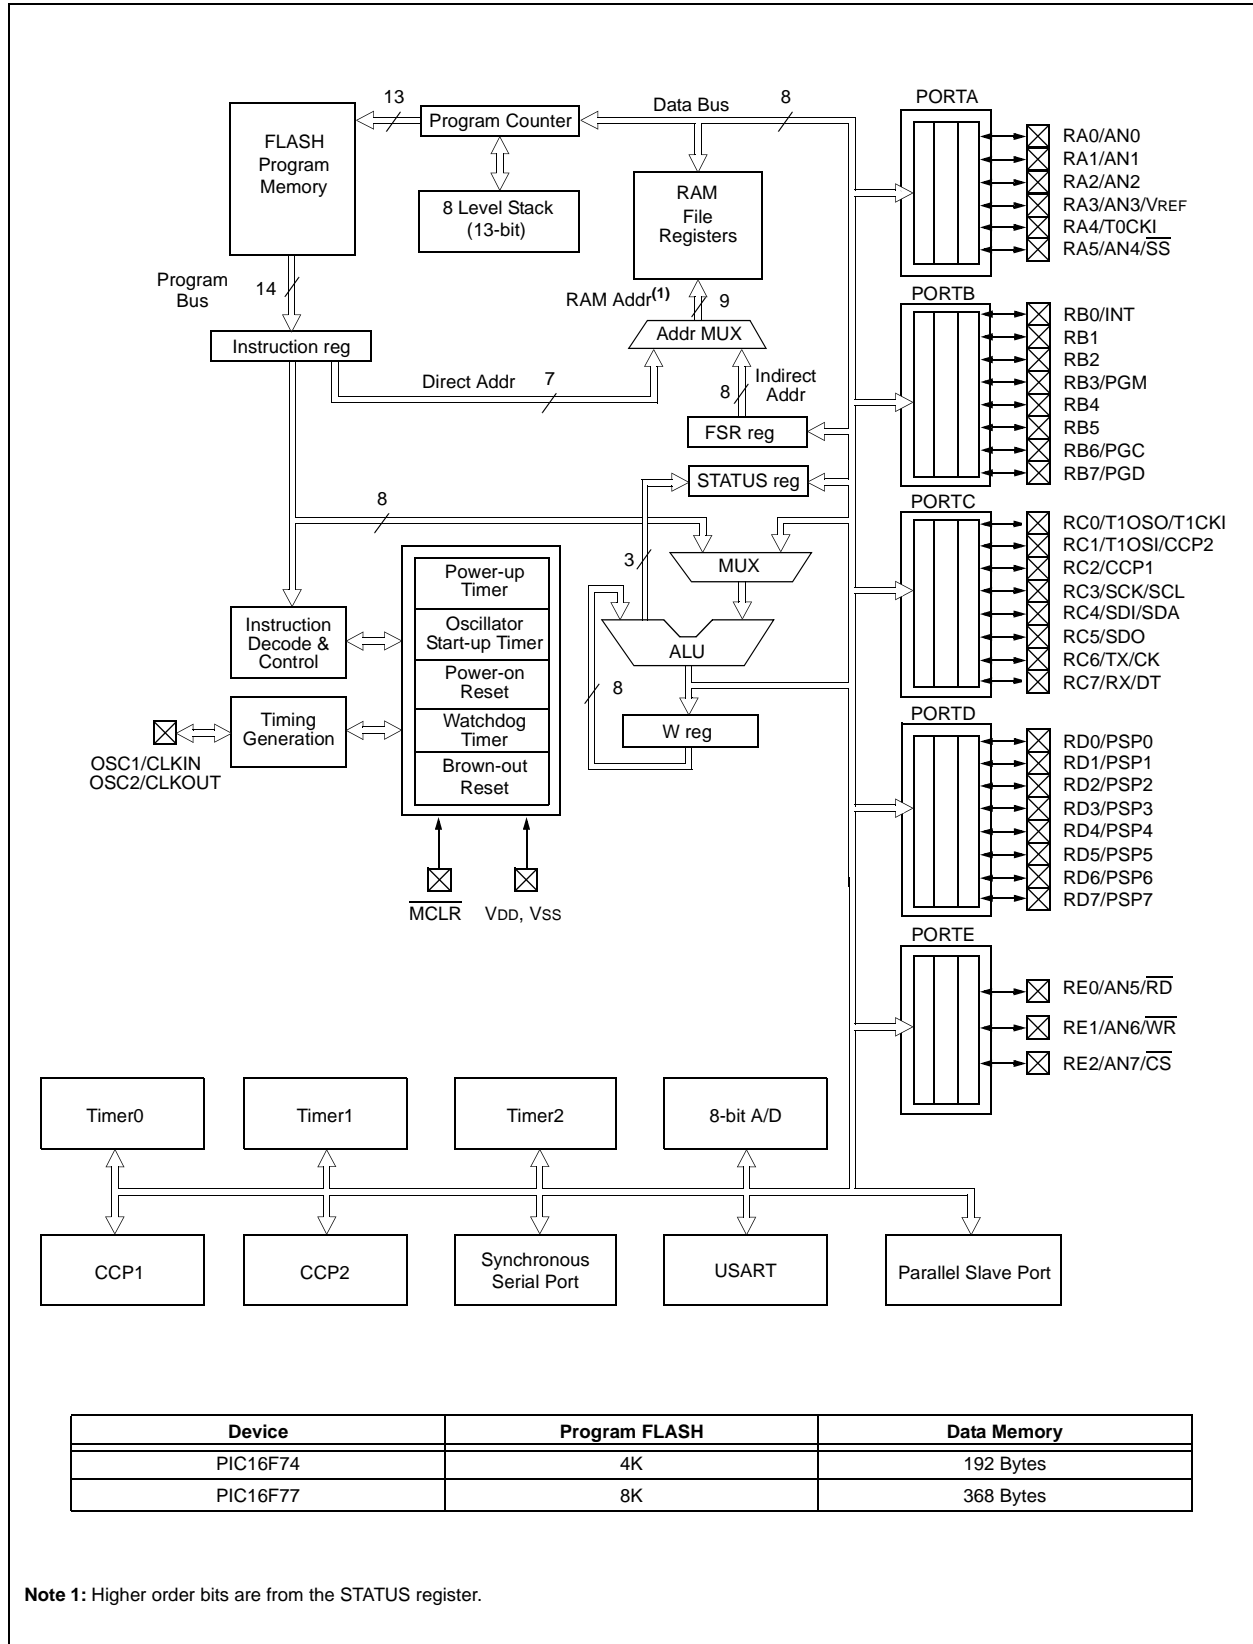 13
Program Counter
Data Bus
8
PORTA
FLASH
Program
Memory
8 Level Stack
(13-bit)
RAM
File
Registers
RA0/AN0
RA1/AN1
RA2/AN2
RA3/AN3/VREF
RA4/T0CKI
RA5/AN4/SS
Program
Bus
14
RAM Addr(1)
9
PORTB
Instruction reg
Addr MUX
Direct Addr
7
8
Indirect
Addr
FSR reg
RB0/INT
RB1
RB2
RB3/PGM
RB4
RB5
RB6/PGC
RB7/PGD
STATUS reg
8
3
MUX
PORTC
RC0/T1OSO/T1CKI
RC1/T1OSI/CCP2
RC2/CCP1
RC3/SCK/SCL
RC4/SDI/SDA
RC5/SDO
RC6/TX/CK
RC7/RX/DT
Power-up
Timer
Oscillator
Start-up Timer
Power-on
Reset
Watchdog
Timer
Brown-out
Reset
Instruction
Decode &
Control
Timing
Generation
OSC1/CLKIN
OSC2/CLKOUT
ALU
8
W reg
MCLR
VDD, VSS
PORTD
RD0/PSP0
RD1/PSP1
RD2/PSP2
RD3/PSP3
RD4/PSP4
RD5/PSP5
RD6/PSP6
RD7/PSP7
PORTE
RE0/AN5/RD
RE1/AN6/WR
RE2/AN7/CS
Timer0
Timer1
Timer2
8-bit A/D
CCP1
CCP2
Synchronous
Serial Port
USART
Parallel Slave Port
Device Program FLASH Data Memory
PIC16F74 4K 192 Bytes
PIC16F77 8K 368 Bytes
Note 1: Higher order bits are from the STATUS register.